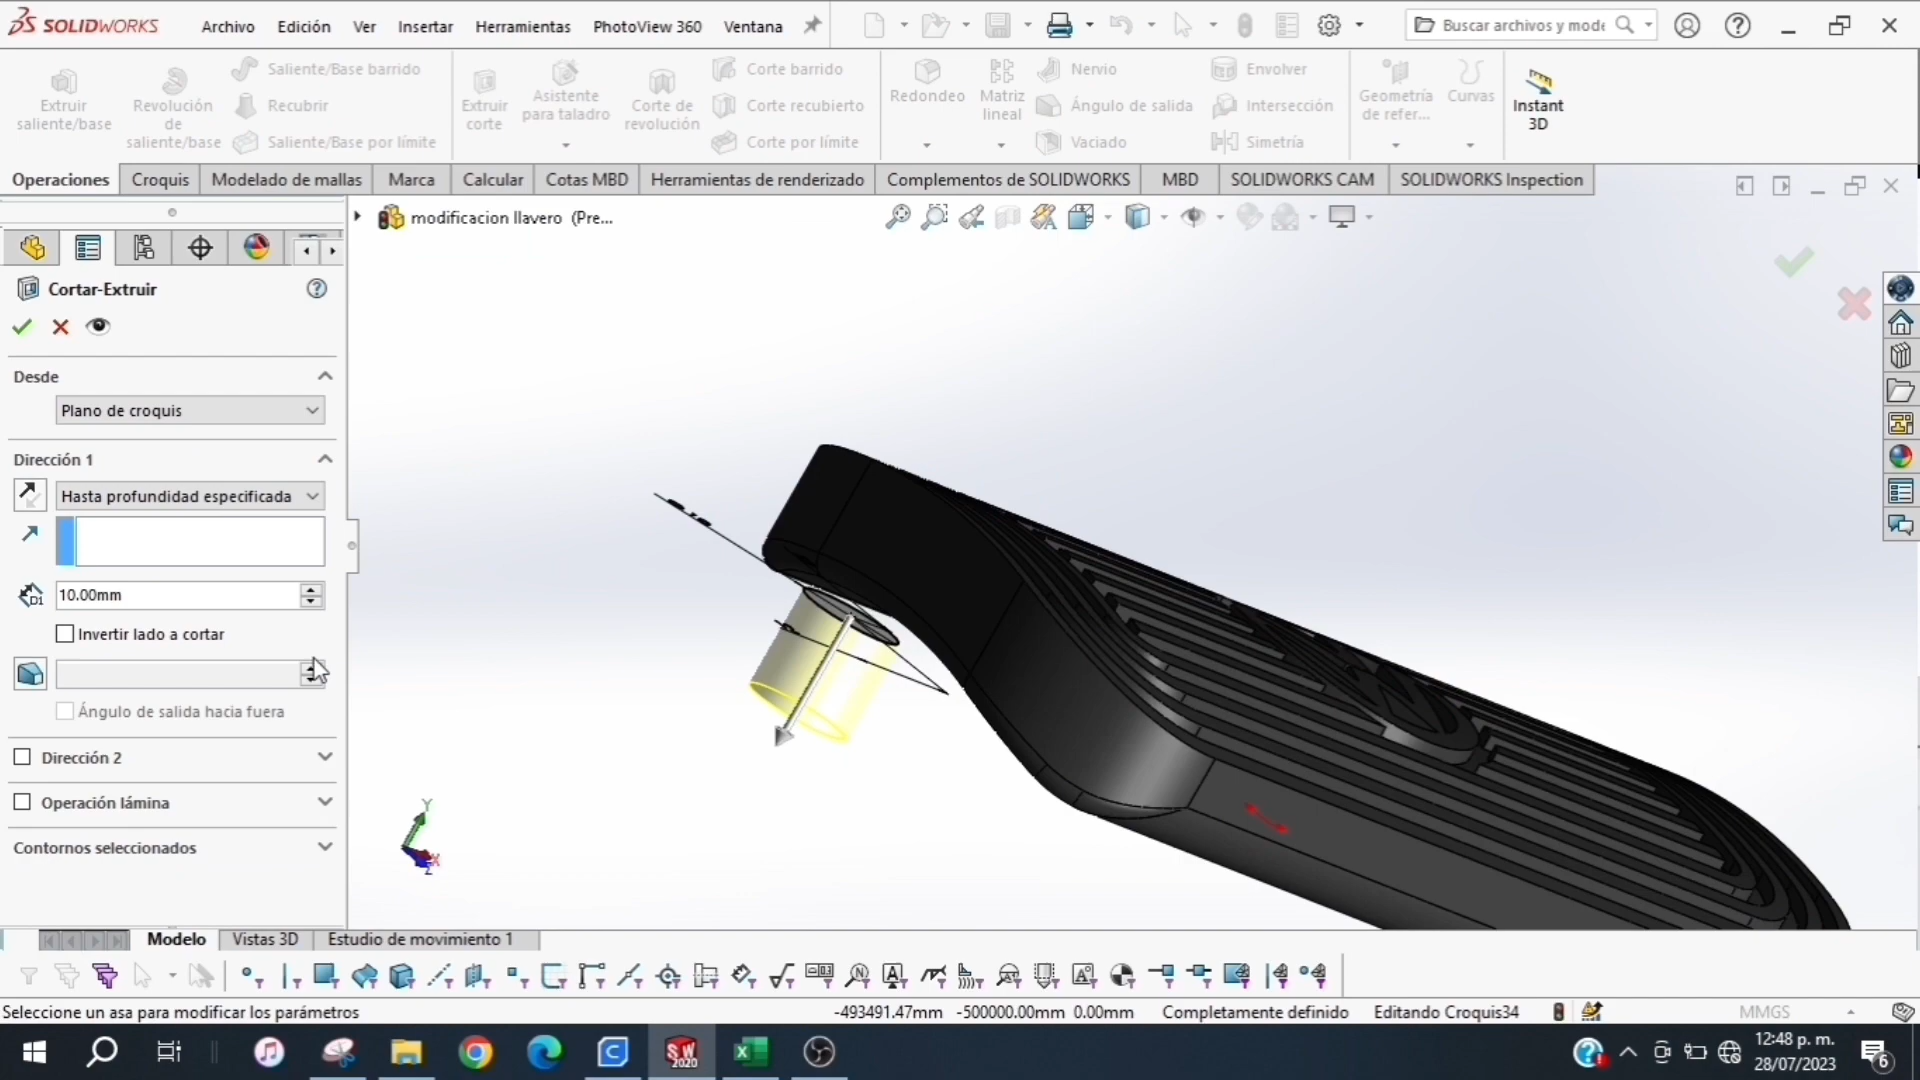 SOLIDWORKS
Archivo Edición Ver Insertar Herramientas PhotoView 360 Ventana
Buscar archivos y mode
Extruir saliente/base
Revolución de saliente/base
Saliente/Base barrido
Recubrir
Saliente/Base por límite
Extruir corte
Asistente para taladro
Corte de revolución
Corte barrido
Corte recubierto
Corte por límite
Redondeo
Matriz lineal
Nervio
Ángulo de salida
Vaciado
Envolver
Intersección
Simetría
Geometría de refer...
Curvas
Instant 3D
Operaciones Croquis Modelado de mallas Marca Calcular Cotas MBD Herramientas de renderizado Complementos de SOLIDWORKS MBD SOLIDWORKS CAM SOLIDWORKS Inspection
modificacion llavero (Pre...
Cortar-Extruir
Desde
Plano de croquis
Dirección 1
Hasta profundidad especificada
D1
10.00mm
Invertir lado a cortar
Ángulo de salida hacia fuera
Dirección 2
Operación lámina
Contornos seleccionados
Y
X
Z
Modelo Vistas 3D Estudio de movimiento 1
Seleccione un asa para modificar los parámetros
-493491.47mm -500000.00mm 0.00mm Completamente definido Editando Croquis34 MMGS
SW 2020
12:48 p. m.
28/07/2023
6